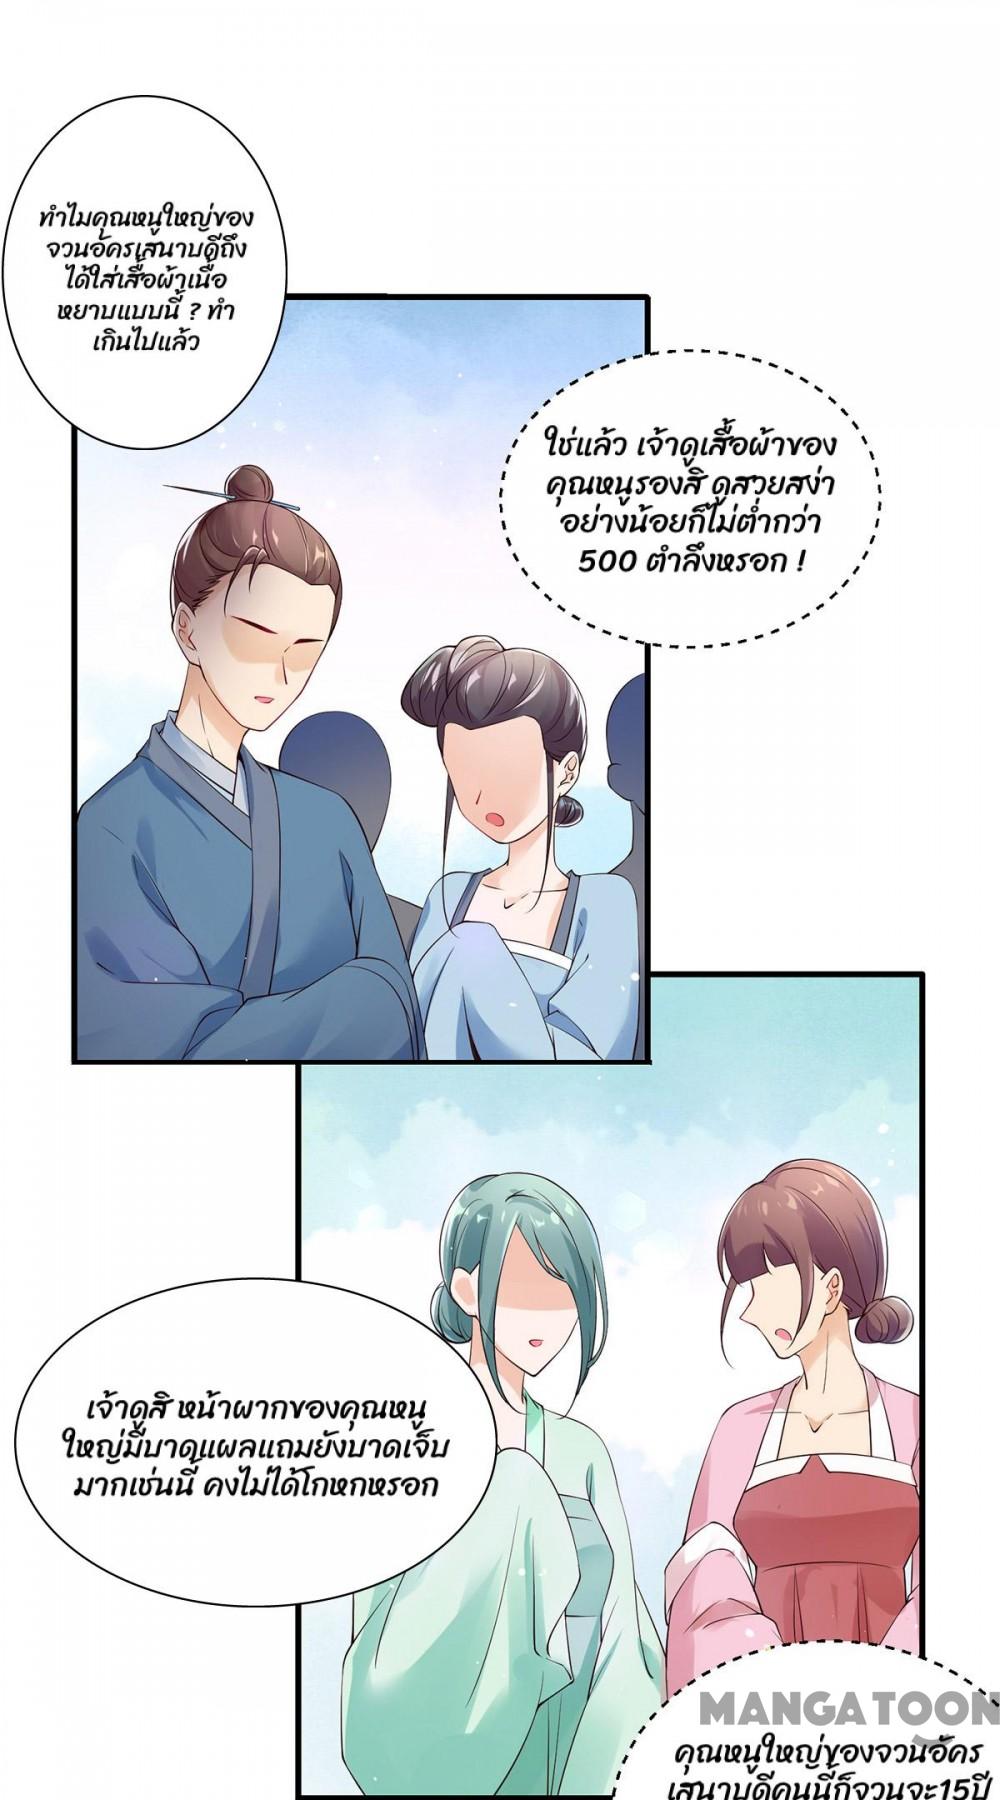 ทำไมคุณหนูใหญ่ของ
จวนอัครเสนาบดีถึง
ได้ใส่เสื้อผ้าเนื้อ
หยาบแบบนี้ ? ทำ
เกินไปแล้ว
ใช่แล้ว เจ้าดูเสื้อผ้าของ
คุณหนูรองสิ ดูสวยสง่า
อย่างน้อยก็ไม่ต่ำกว่า
500 ตำลึงหรอก !
เจ้าดูสิ หน้าผากของคุณหนู
ใหญ่มีบาดแผลแถมยังบาดเจ็บ
มากเช่นนี้ คงไม่ได้โกหกหรอก
MANGATOON
คุณหนูใหญ่ของจวนอัคร
เสนาบดีคนนี้ก็จวนจะ15ปี